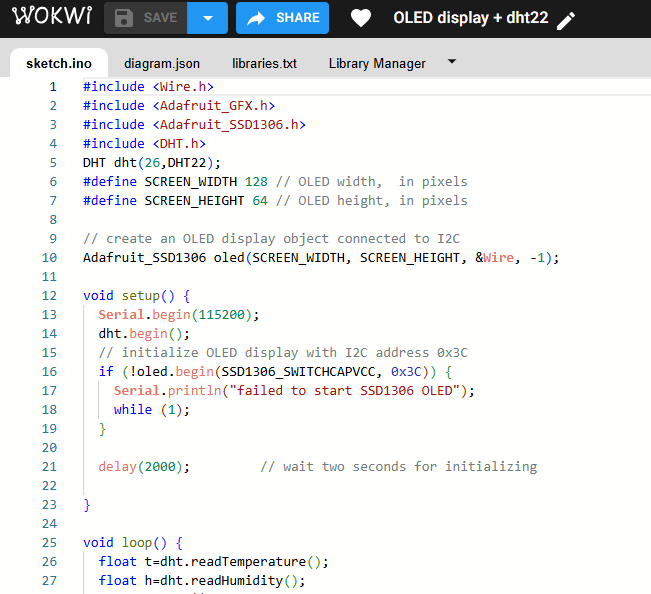 WOKWI SAVE SHARE OLED display + dht22
sketch.ino diagram.json libraries.txt Library Manager
1 #include <Wire.h>
2 #include <Adafruit_GFX.h>
3 #include <Adafruit_SSD1306.h>
4 #include <DHT.h>
5 DHT dht(26,DHT22);
6 #define SCREEN_WIDTH 128 // OLED width,  in pixels
7 #define SCREEN_HEIGHT 64 // OLED height, in pixels
8
9 // create an OLED display object connected to I2C
10 Adafruit_SSD1306 oled(SCREEN_WIDTH, SCREEN_HEIGHT, &Wire, -1);
11
12 void setup() {
13   Serial.begin(115200);
14   dht.begin();
15   // initialize OLED display with I2C address 0x3C
16   if (!oled.begin(SSD1306_SWITCHCAPVCC, 0x3C)) {
17     Serial.println("failed to start SSD1306 OLED");
18     while (1);
19   }
20
21   delay(2000);         // wait two seconds for initializing
22
23 }
24
25 void loop() {
26   float t=dht.readTemperature();
27   float h=dht.readHumidity();